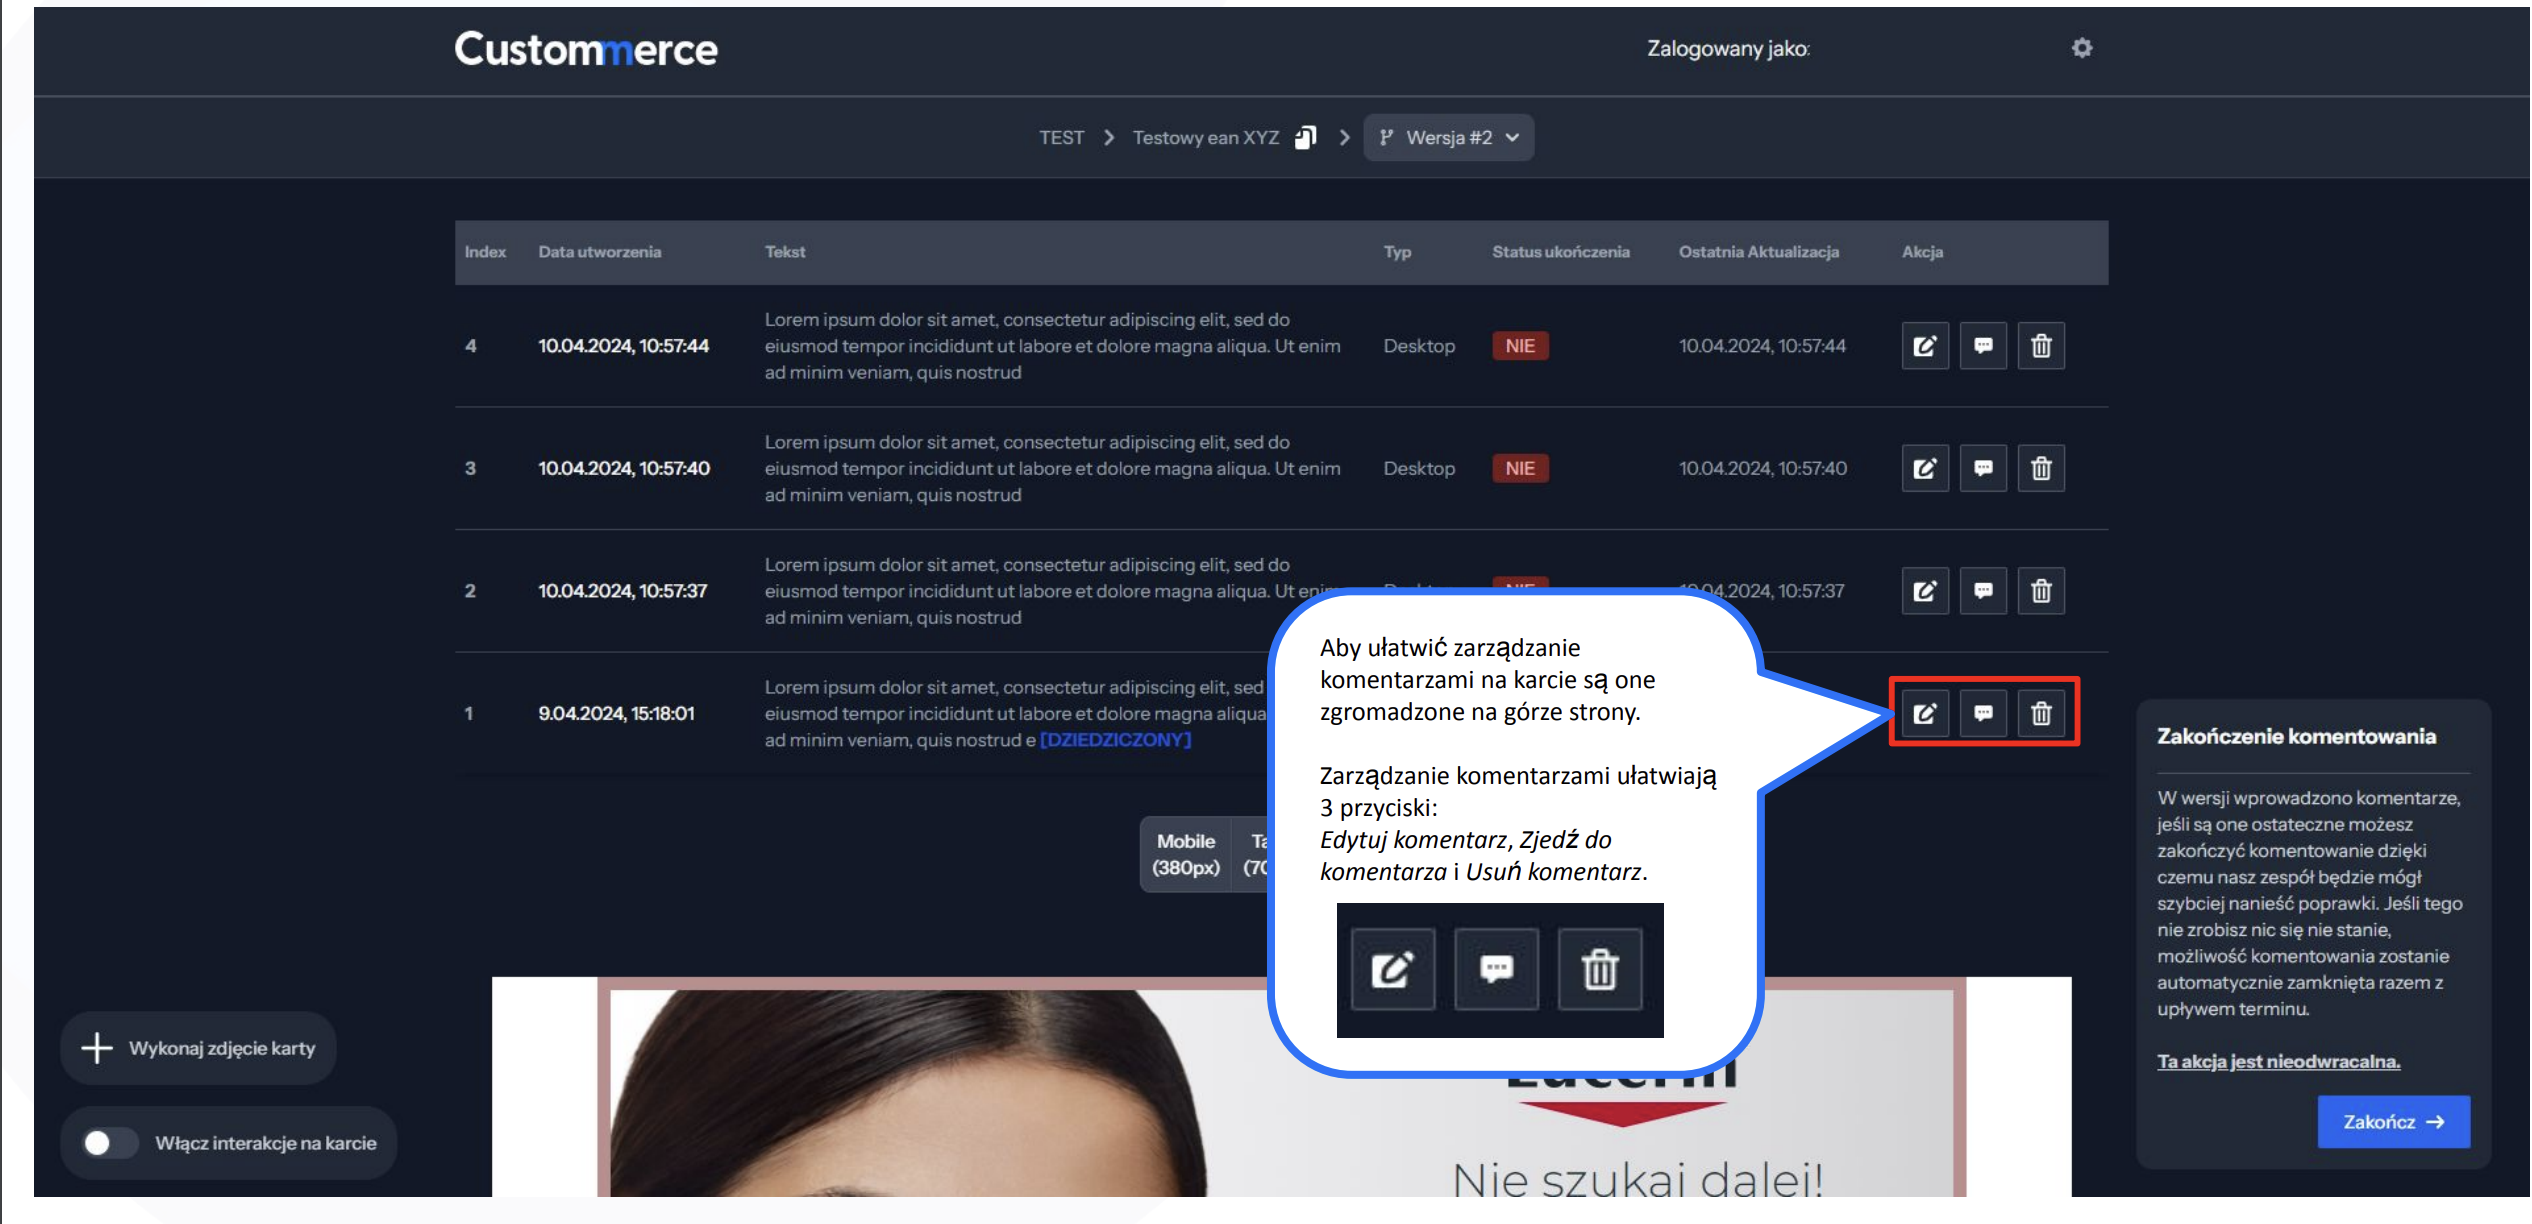 Custommerce
Zalogowany jako:
TEST
Testowy ean XYZ
Wersja #2
Index Data utworzenia Tekst Typ Status ukończenia Ostatnia Aktualizacja Akcja
Lorem ipsum dolor sit amet, consectetur adipiscing elit, sed do
4 10.04.2024, 10:57:44 eiusmod tempor incididunt ut labore et dolore magna aliqua. Ut enim Desktop NIE 10.04.2024, 10:57:44
ad minim veniam, quis nostrud
Lorem ipsum dolor sit amet, consectetur adipiscing elit, sed do
3 10.04.2024, 10:57:40 eiusmod tempor incididunt ut labore et dolore magna aliqua. Ut enim Desktop NIE 10.04.2024, 10:57:40
ad minim veniam, quis nostrud
Lorem ipsum dolor sit amet, consectetur adipiscing elit, sed do
2 10.04.2024, 10:57:37 eiusmod tempor incididunt ut labore et dolore magna aliqua. Ut 10.04.2024, 10:57:37
ad minim veniam, quis nostrud
Lorem ipsum dolor sit amet, consectetur adipiscing elit, sed
1 9.04.2024, 15:18:01 eiusmod tempor incididunt ut labore et dolore magna aliqua
ad minim veniam, quis nostrud e [DZIEDZICZONY]
Aby ułatwić zarządzanie
komentarzami na karcie są one
zgromadzone na górze strony.
Zarządzanie komentarzami ułatwiają
3 przyciski:
Edytuj komentarz, Zjedź do
komentarza i Usuń komentarz.
Mobile
(380px)
Zakończenie komentowania
W wersji wprowadzono komentarze,
jeśli są one ostateczne możesz
zakończyć komentowanie dzięki
czemu nasz zespół będzie mógł
szybciej nanieść poprawki. Jeśli tego
nie zrobisz nic się nie stanie,
możliwość komentowania zostanie
automatycznie zamknięta razem z
upływem terminu.
Ta akcja jest nieodwracalna.
Zakończ
Wykonaj zdjęcie karty
Włącz interakcje na karcie
Nie szukaj dalej!